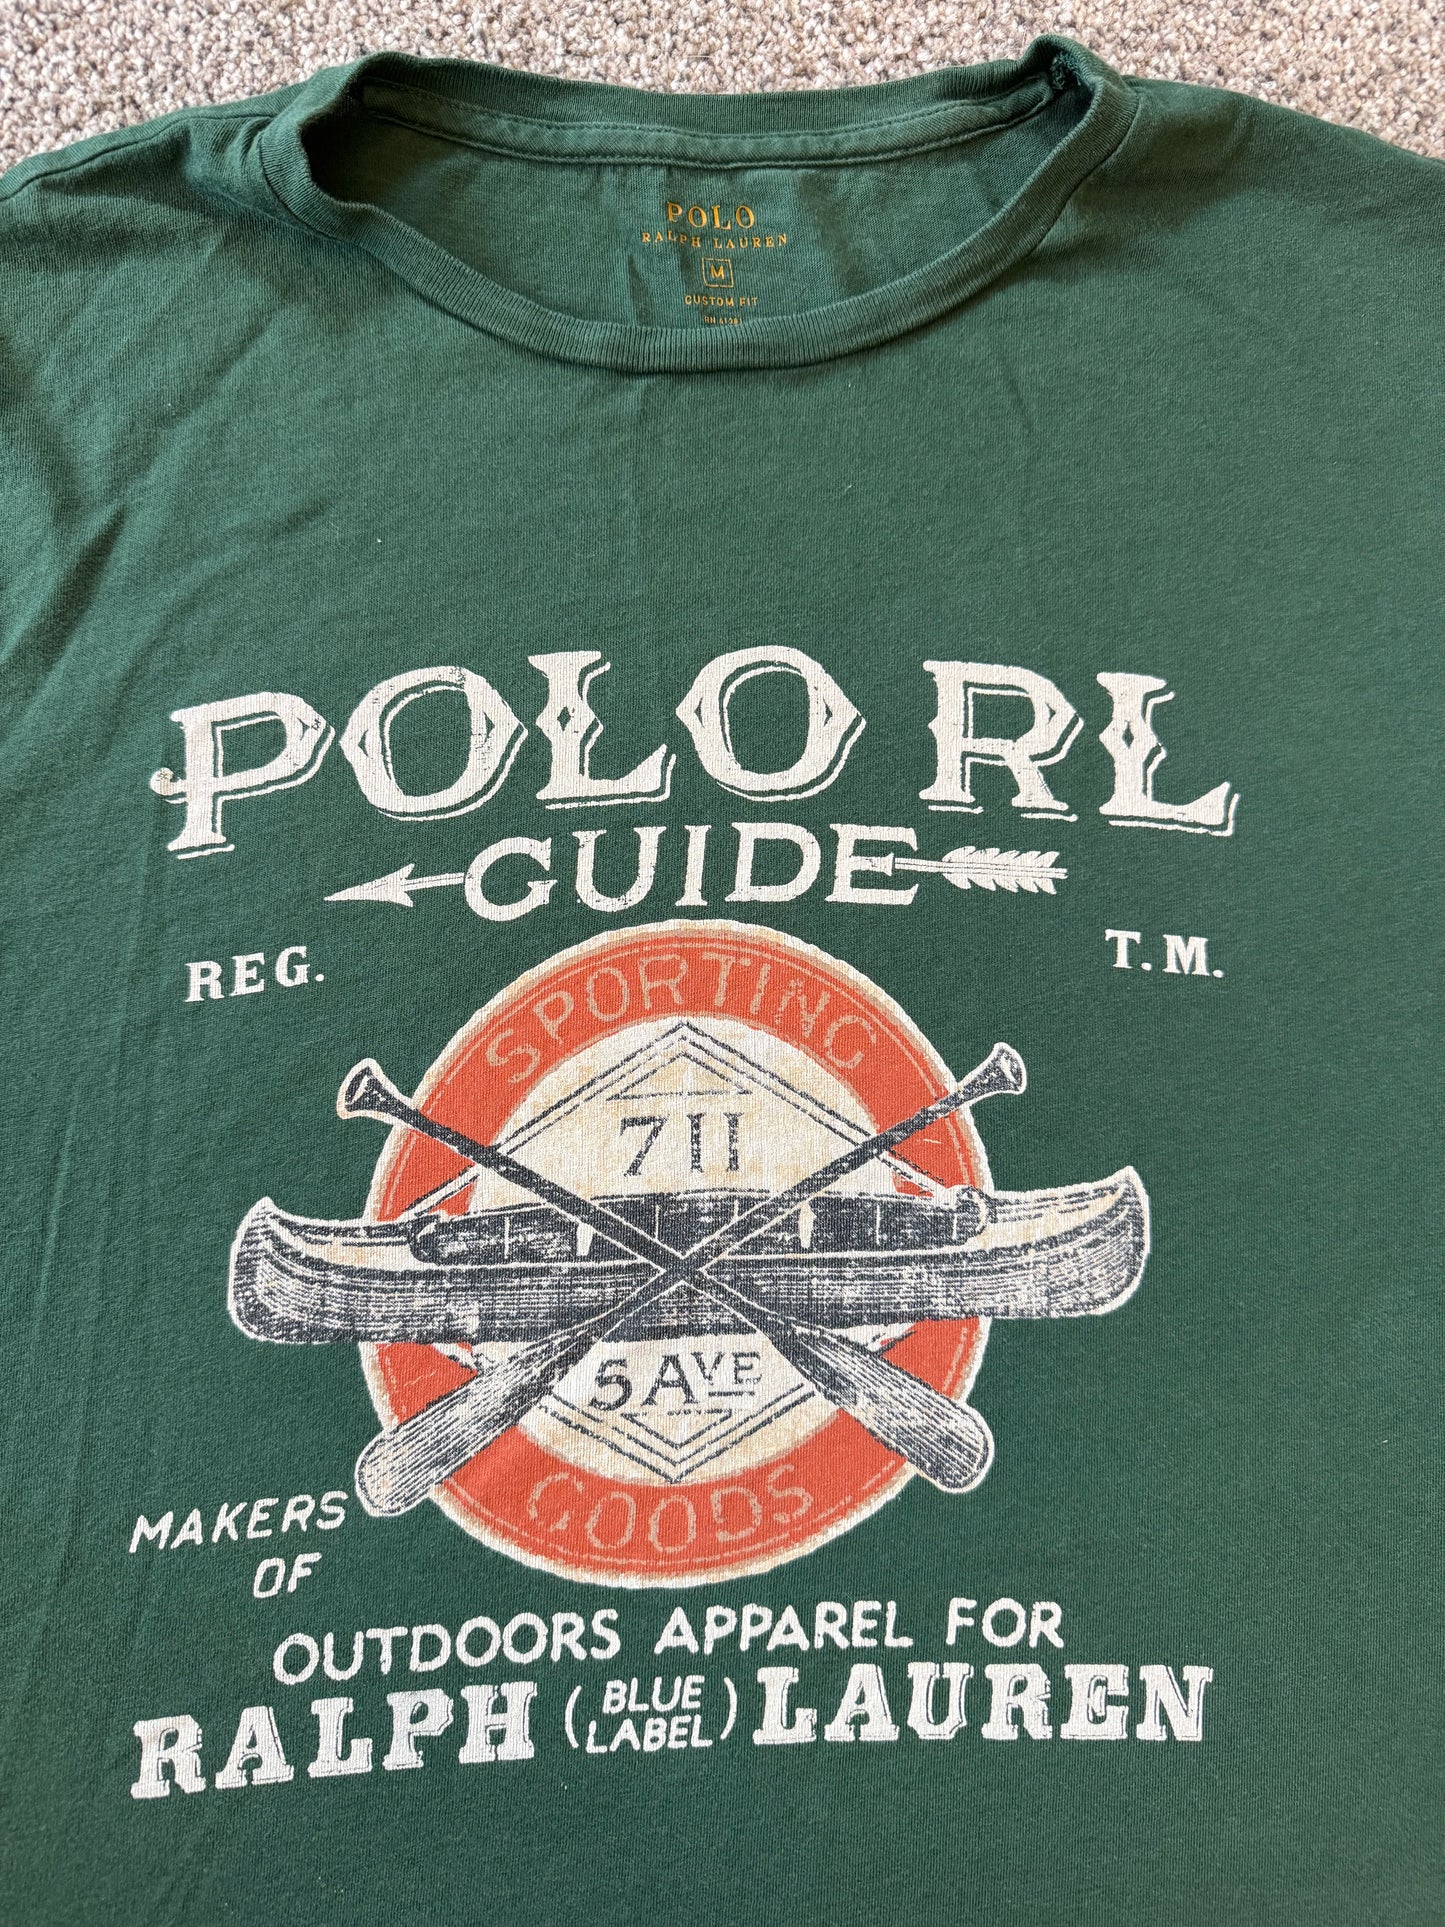 POLO
RALPH LAUREN
M
CUSTOM FIT
POLO RL
GUIDE
REG. T.M.
SPORTING
711
5 AVE
GOODS
MAKERS
OF
OUTDOORS APPAREL FOR
RALPH (BLUE LABEL) LAUREN